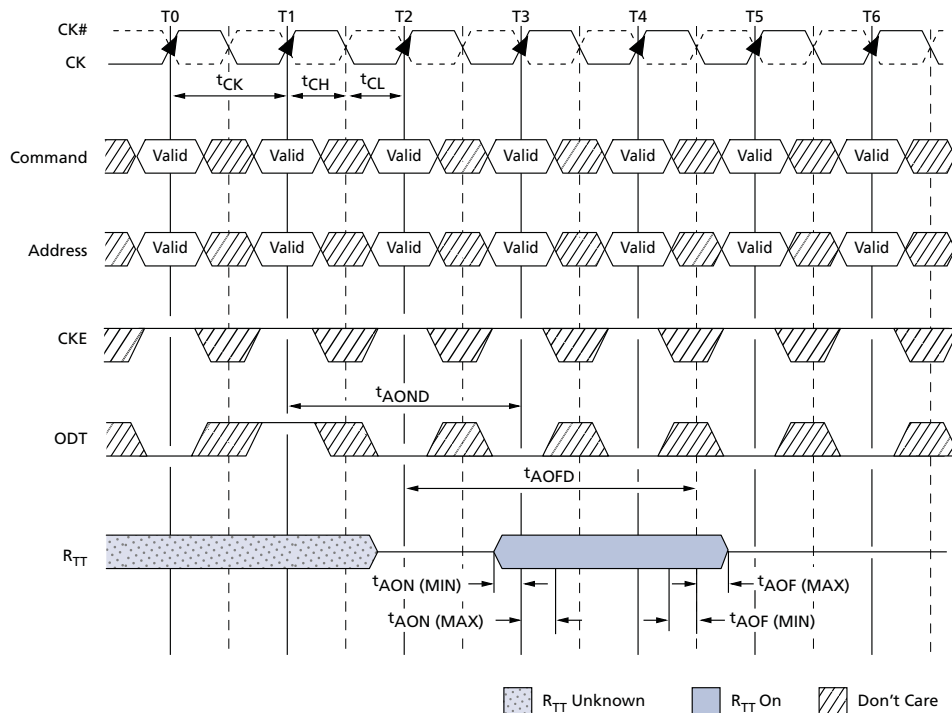 T0 T1 T2 T3 T4 T5 T6
CK#
CK
tCK tCH tCL
Command Valid Valid Valid Valid Valid Valid Valid
Address Valid Valid Valid Valid Valid Valid Valid
CKE
tAOND
ODT
tAOFD
RTT
tAON (MIN) tAOF (MAX)
tAON (MAX) tAOF (MIN)
RTT Unknown RTT On Don't Care